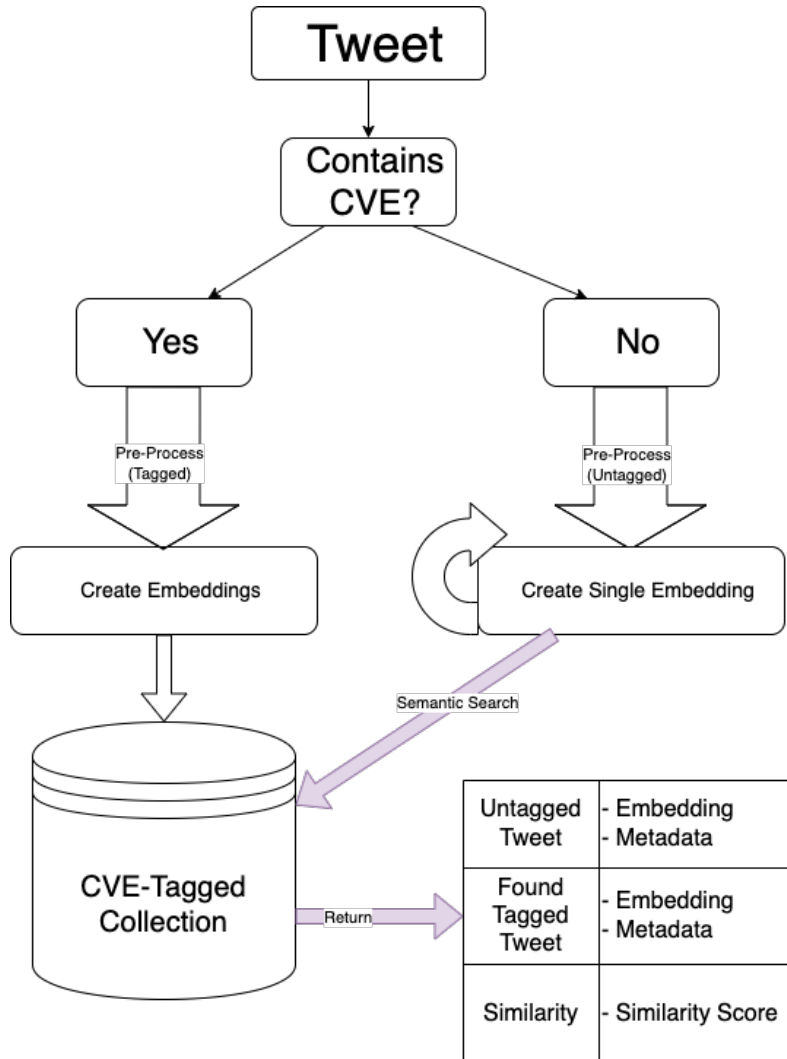 Tweet
Contains
CVE?
Yes
No
Pre-Process
(Tagged)
Pre-Process
(Untagged)
Create Embeddings
Create Single Embedding
Semantic Search
CVE-Tagged
Collection
Return
Untagged
Tweet
- Embedding
- Metadata
Found
Tagged
Tweet
- Embedding
- Metadata
Similarity
- Similarity Score